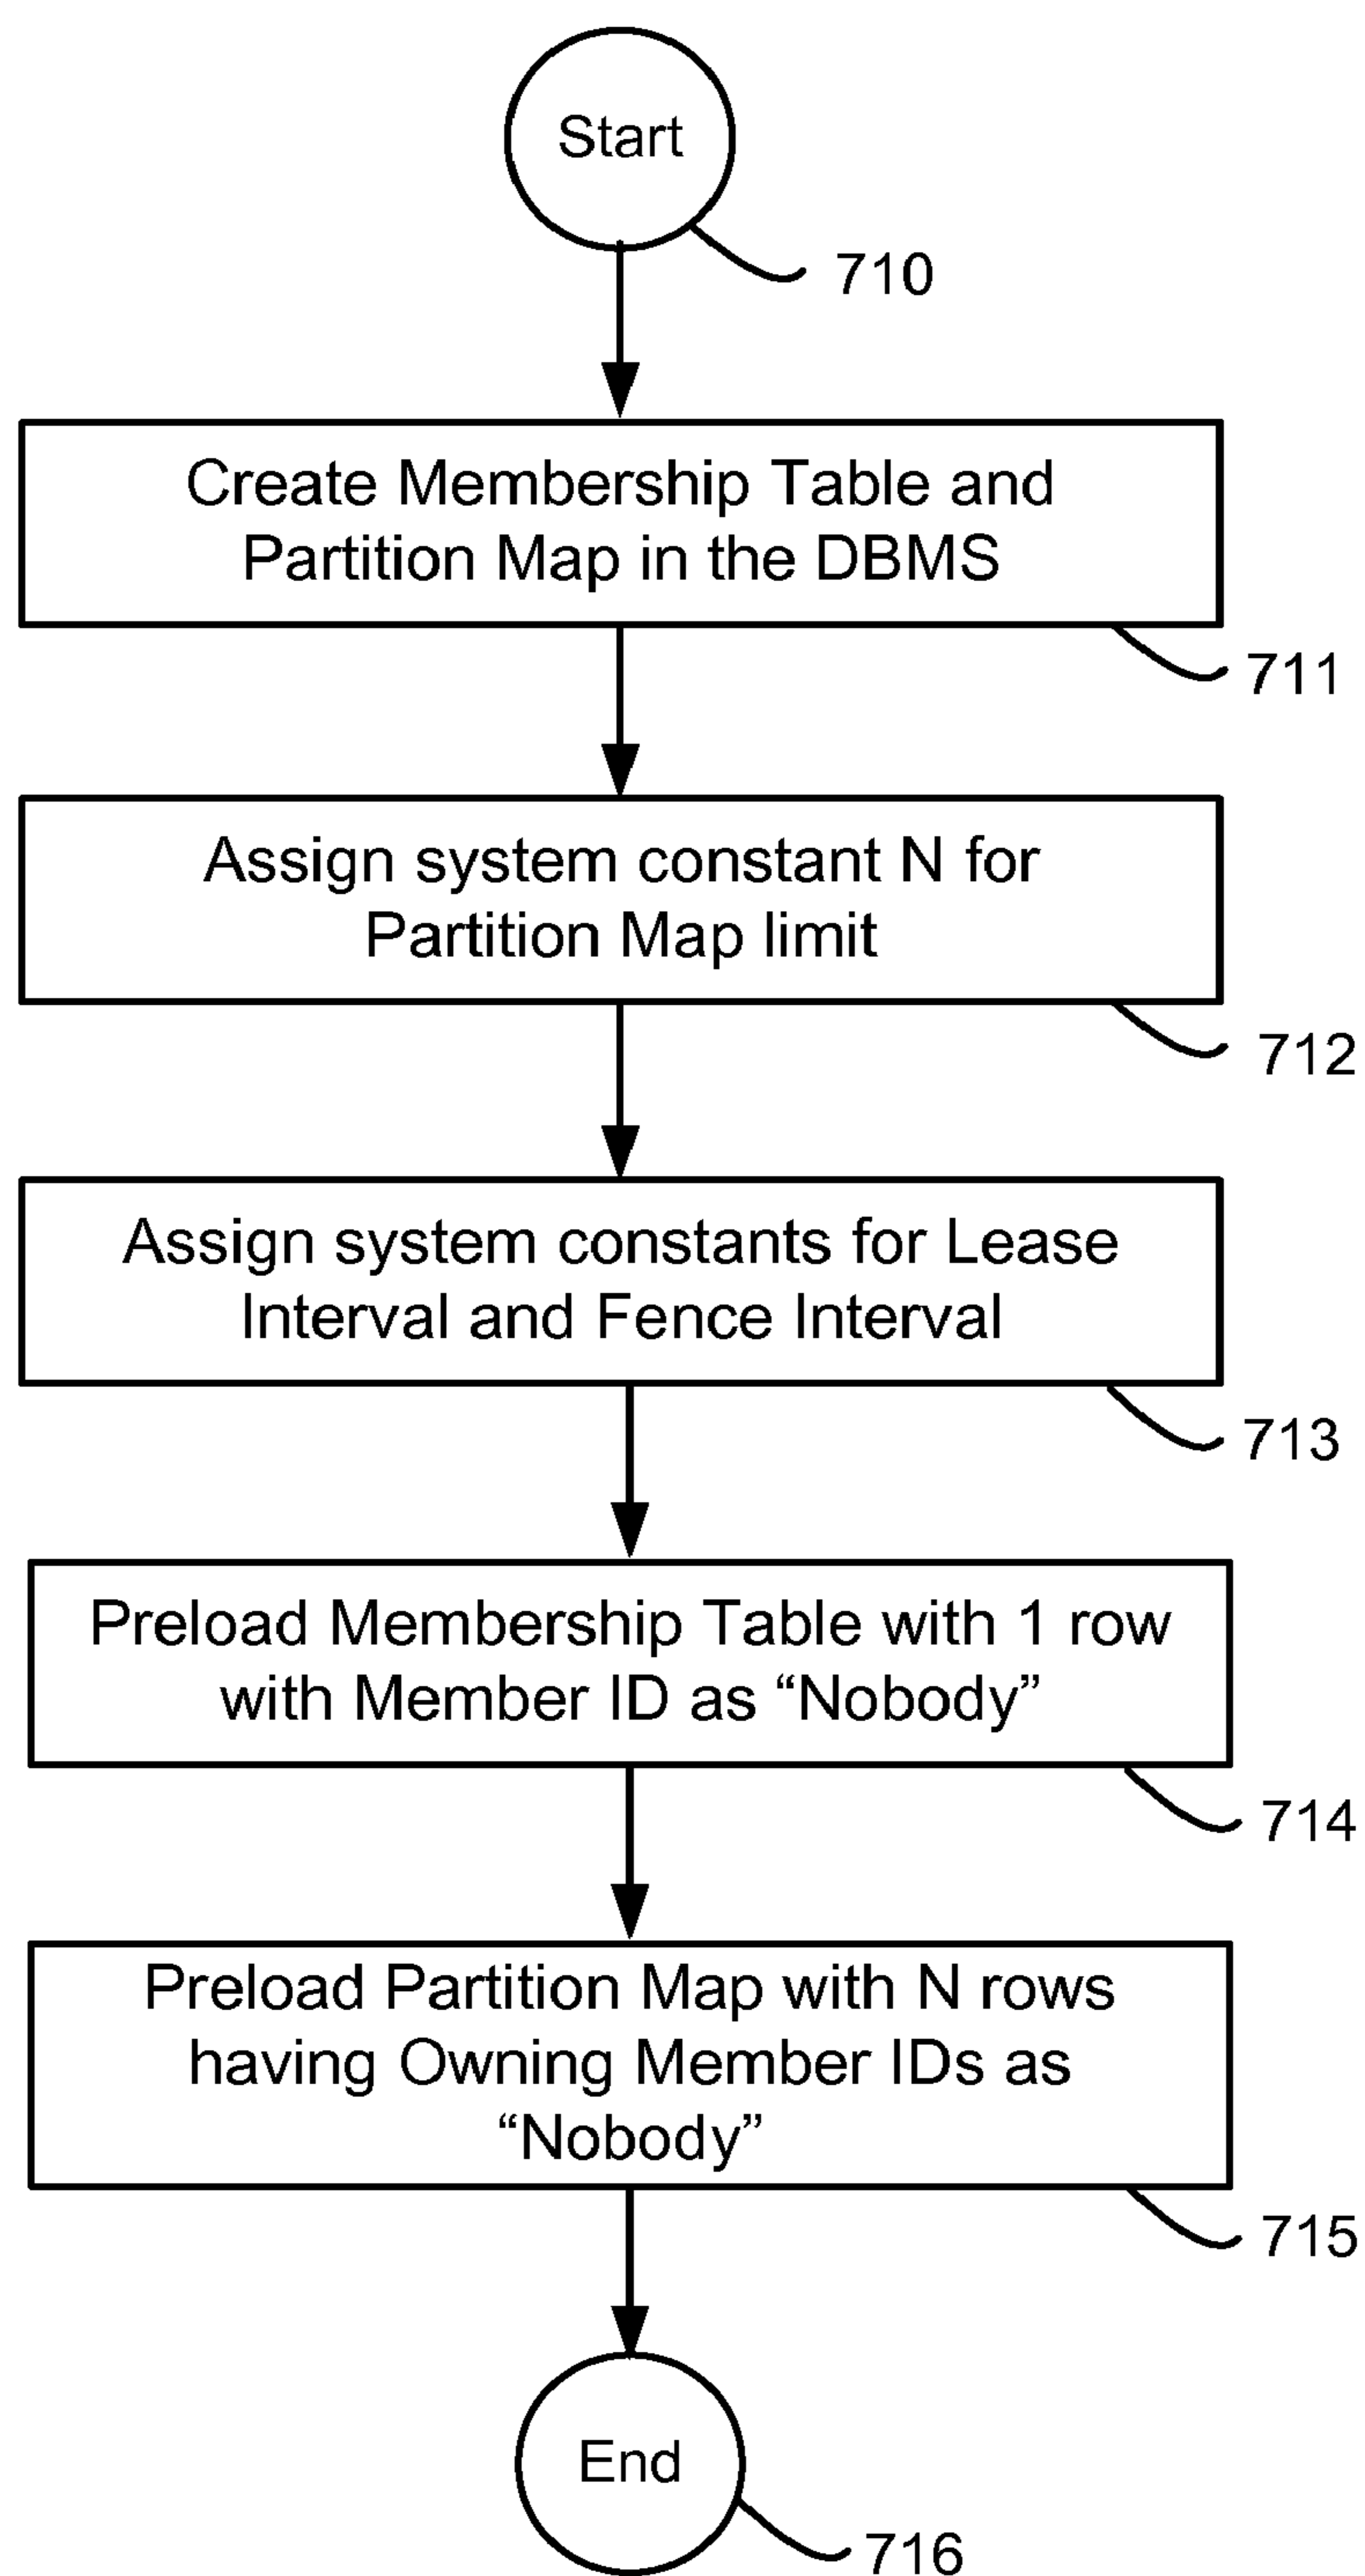 Start
710
Create Membership Table and
Partition Map in the DBMS
711
Assign system constant N for
Partition Map limit
712
Assign system constants for Lease
Interval and Fence Interval
713
Preload Membership Table with 1 row
with Member ID as “Nobody”
714
Preload Partition Map with N rows
having Owning Member IDs as
“Nobody”
715
End
716